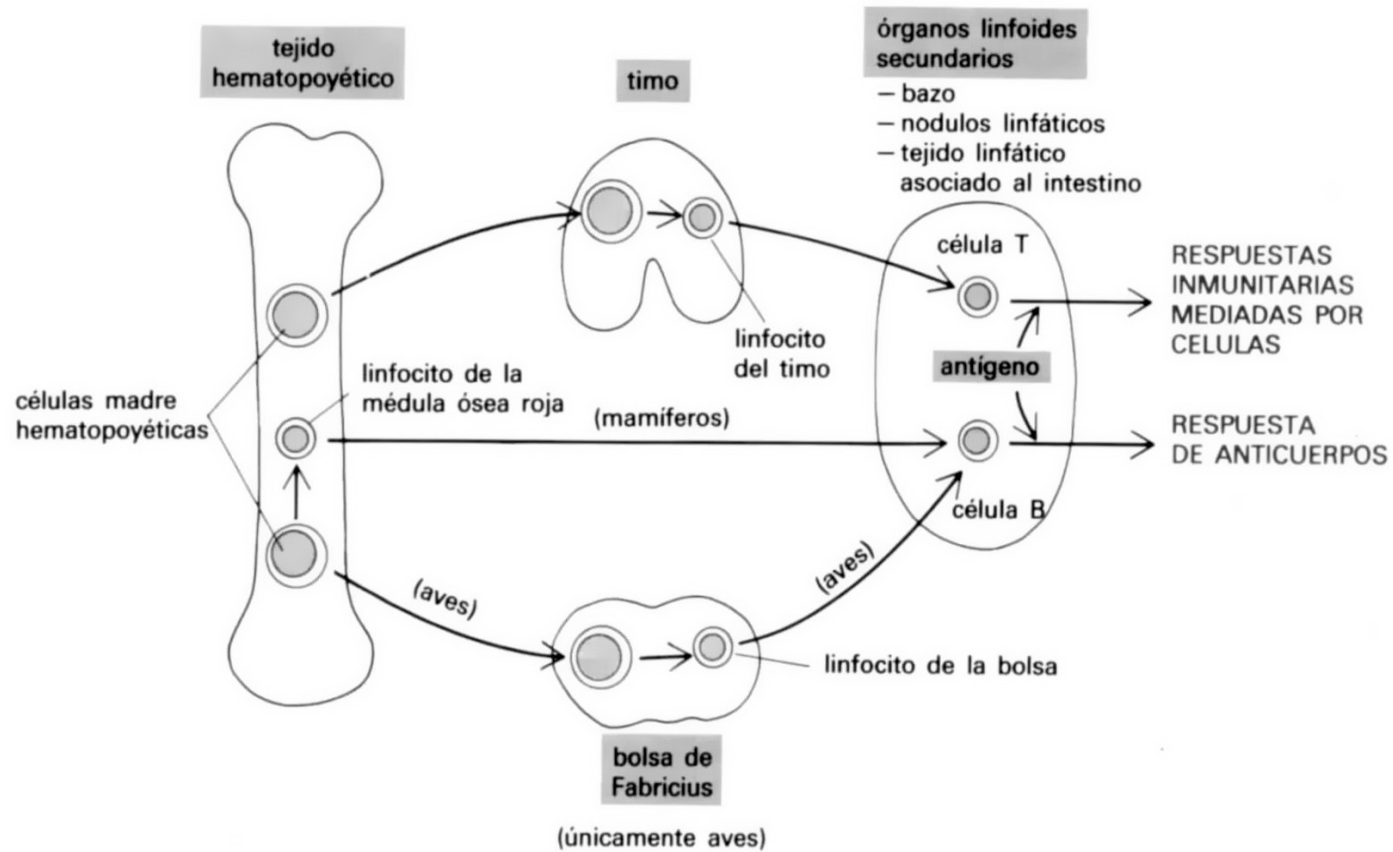 tejido
hematopoyético
timo
órganos linfoides
secundarios
— bazo
— nodulos linfáticos
— tejido linfático
asociado al intestino
célula T
RESPUESTAS
INMUNITARIAS
MEDIADAS POR
CELULAS
linfocito
del timo
antígeno
linfocito de la
médula ósea roja
(mamíferos)
células madre
hematopoyéticas
RESPUESTA
DE ANTICUERPOS
célula B
(aves)
(aves)
linfocito de la bolsa
bolsa de
Fabricius
(únicamente aves)